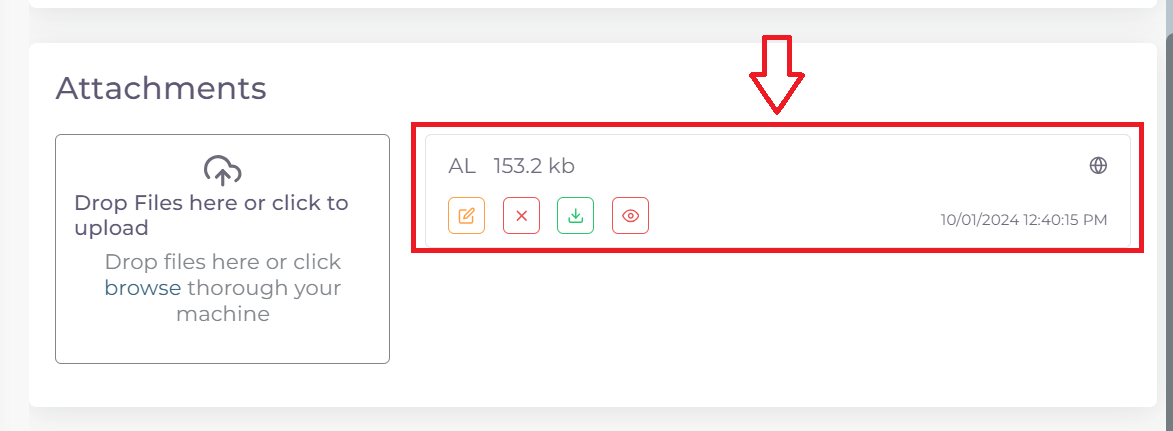 Attachments
Drop Files here or click to
upload
Drop files here or click
browse thorough your
machine
AL 153.2 kb
10/01/2024 12:40:15 PM